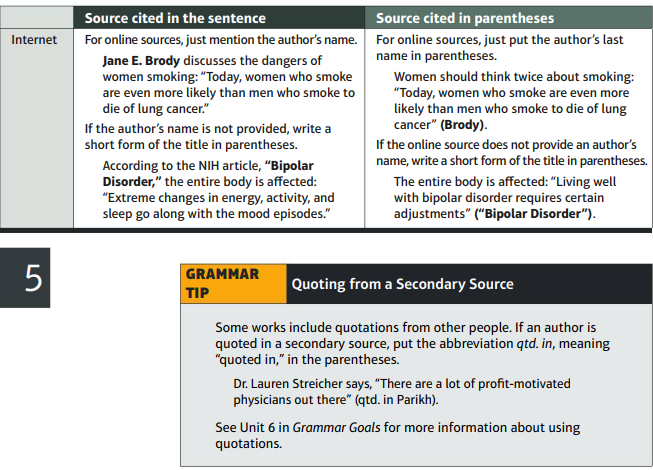 Source cited in the sentence
Source cited in parentheses
Internet
For online sources, just mention the author's name.
Jane E. Brody discusses the dangers of
women smoking: “Today, women who smoke
are even more likely than men who smoke to
die of lung cancer.”
If the author's name is not provided, write a
short form of the title in parentheses.
According to the NIH article, “Bipolar
Disorder,” the entire body is affected:
“Extreme changes in energy, activity, and
sleep go along with the mood episodes.”
For online sources, just put the author's last
name in parentheses.
Women should think twice about smoking:
“Today, women who smoke are even more
likely than men who smoke to die of lung
cancer” (Brody).
If the online source does not provide an author's
name, write a short form of the title in parentheses.
The entire body is affected: “Living well
with bipolar disorder requires certain
adjustments” (“Bipolar Disorder”).
5
GRAMMAR
TIP
Quoting from a Secondary Source
Some works include quotations from other people. If an author is
quoted in a secondary source, put the abbreviation qtd. in, meaning
“quoted in,” in the parentheses.
Dr. Lauren Streicher says, “There are a lot of profit-motivated
physicians out there” (qtd. in Parikh).
See Unit 6 in Grammar Goals for more information about using
quotations.